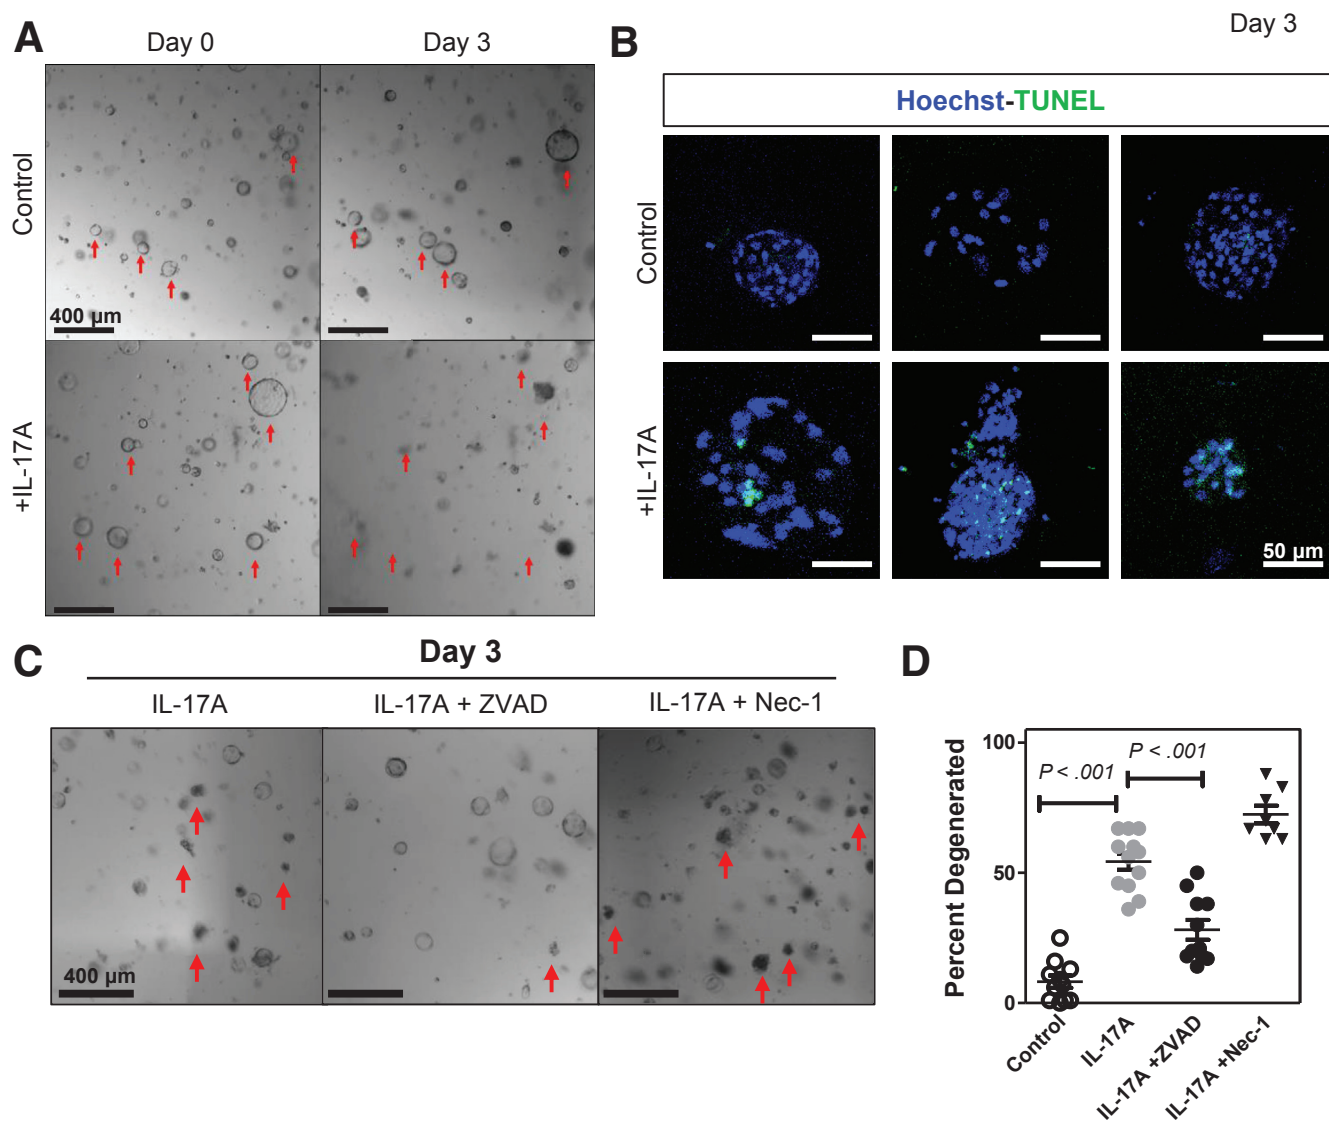 A
Day 0
Day 3
Control
400 µm
+IL-17A
B
Day 3
Hoechst-TUNEL
Control
+IL-17A
50 µm
C
Day 3
IL-17A
IL-17A + ZVAD
IL-17A + Nec-1
400 µm
D
Percent Degenerated
100
50
0
P < .001
P < .001
Control
IL-17A
IL-17A +ZVAD
IL-17A +Nec-1